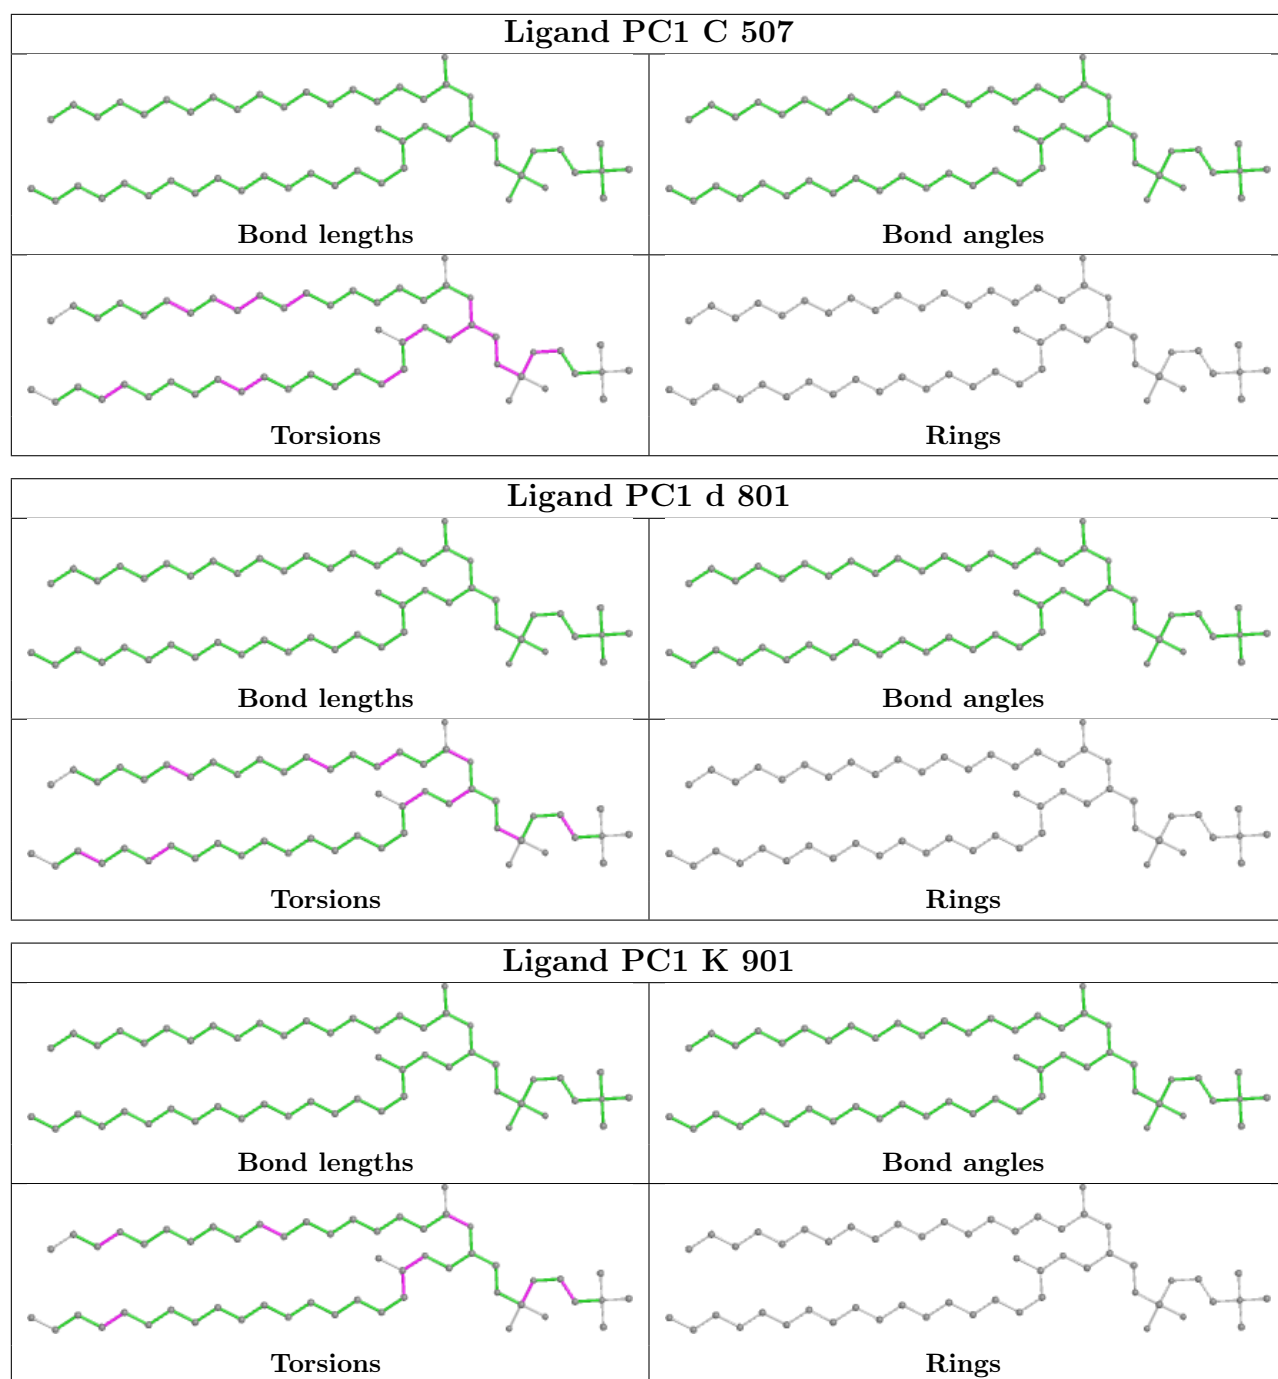 Ligand PC1 C 507
Bond lengths
Bond angles
Torsions
Rings
Ligand PC1 d 801
Bond lengths
Bond angles
Torsions
Rings
Ligand PC1 K 901
Bond lengths
Bond angles
Torsions
Rings